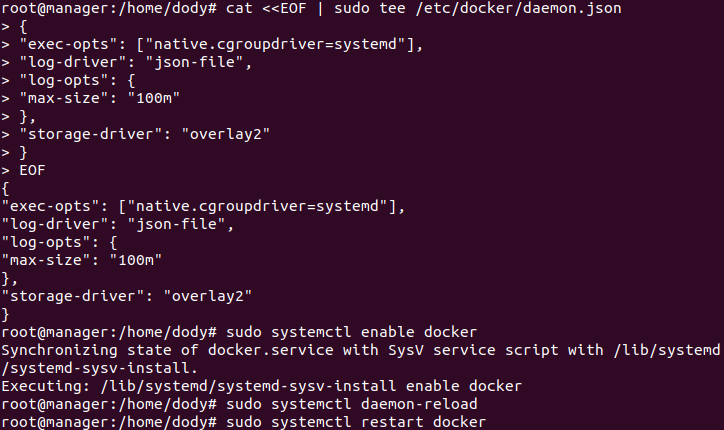 root@manager:/home/dody# cat <<EOF | sudo tee /etc/docker/daemon.json
> {
> "exec-opts": ["native.cgroupdriver=systemd"],
> "log-driver": "json-file",
> "log-opts": {
> "max-size": "100m"
> },
> "storage-driver": "overlay2"
> }
> EOF
{
"exec-opts": ["native.cgroupdriver=systemd"],
"log-driver": "json-file",
"log-opts": {
"max-size": "100m"
},
"storage-driver": "overlay2"
}
root@manager:/home/dody# sudo systemctl enable docker
Synchronizing state of docker.service with SysV service script with /lib/systemd
/systemd-sysv-install.
Executing: /lib/systemd/systemd-sysv-install enable docker
root@manager:/home/dody# sudo systemctl daemon-reload
root@manager:/home/dody# sudo systemctl restart docker